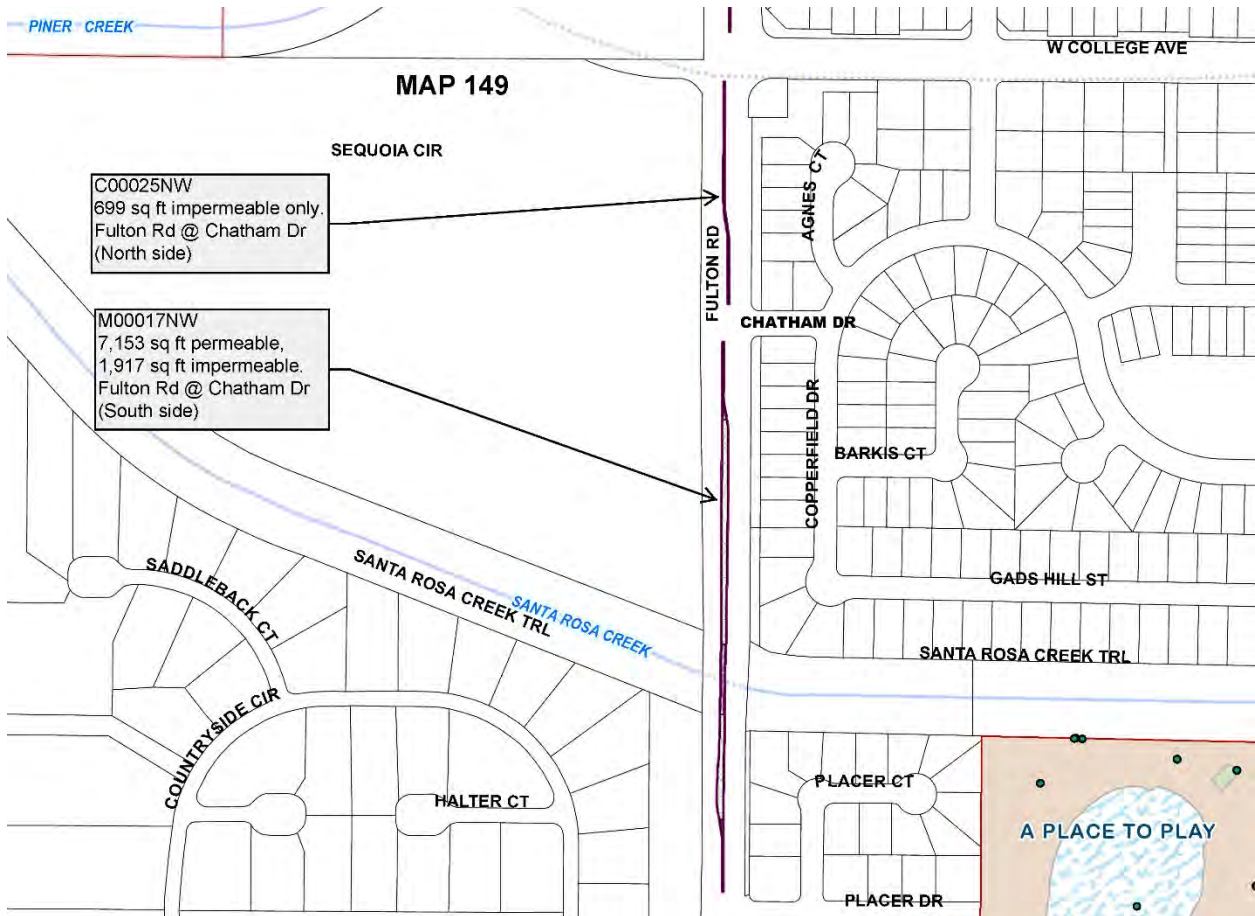 PINER CREEK
W COLLEGE AVE
MAP 149
SEQUOIA CIR
AGNES CT
C00025NW
699 sq ft impermeable only.
Fulton Rd @ Chatham Dr
(North side)
FULTON RD
CHATHAM DR
M00017NW
7,153 sq ft permeable,
1,917 sq ft impermeable.
Fulton Rd @ Chatham Dr
(South side)
COPPERFIELD DR
BARKIS CT
SADDLEBACK CT
SANTA ROSA CREEK TRL
SANTA ROSA CREEK
GADS HILL ST
SANTA ROSA CREEK TRL
COUNTRYSIDE CIR
HALTER CT
PLACER CT
A PLACE TO PLAY
PLACER DR